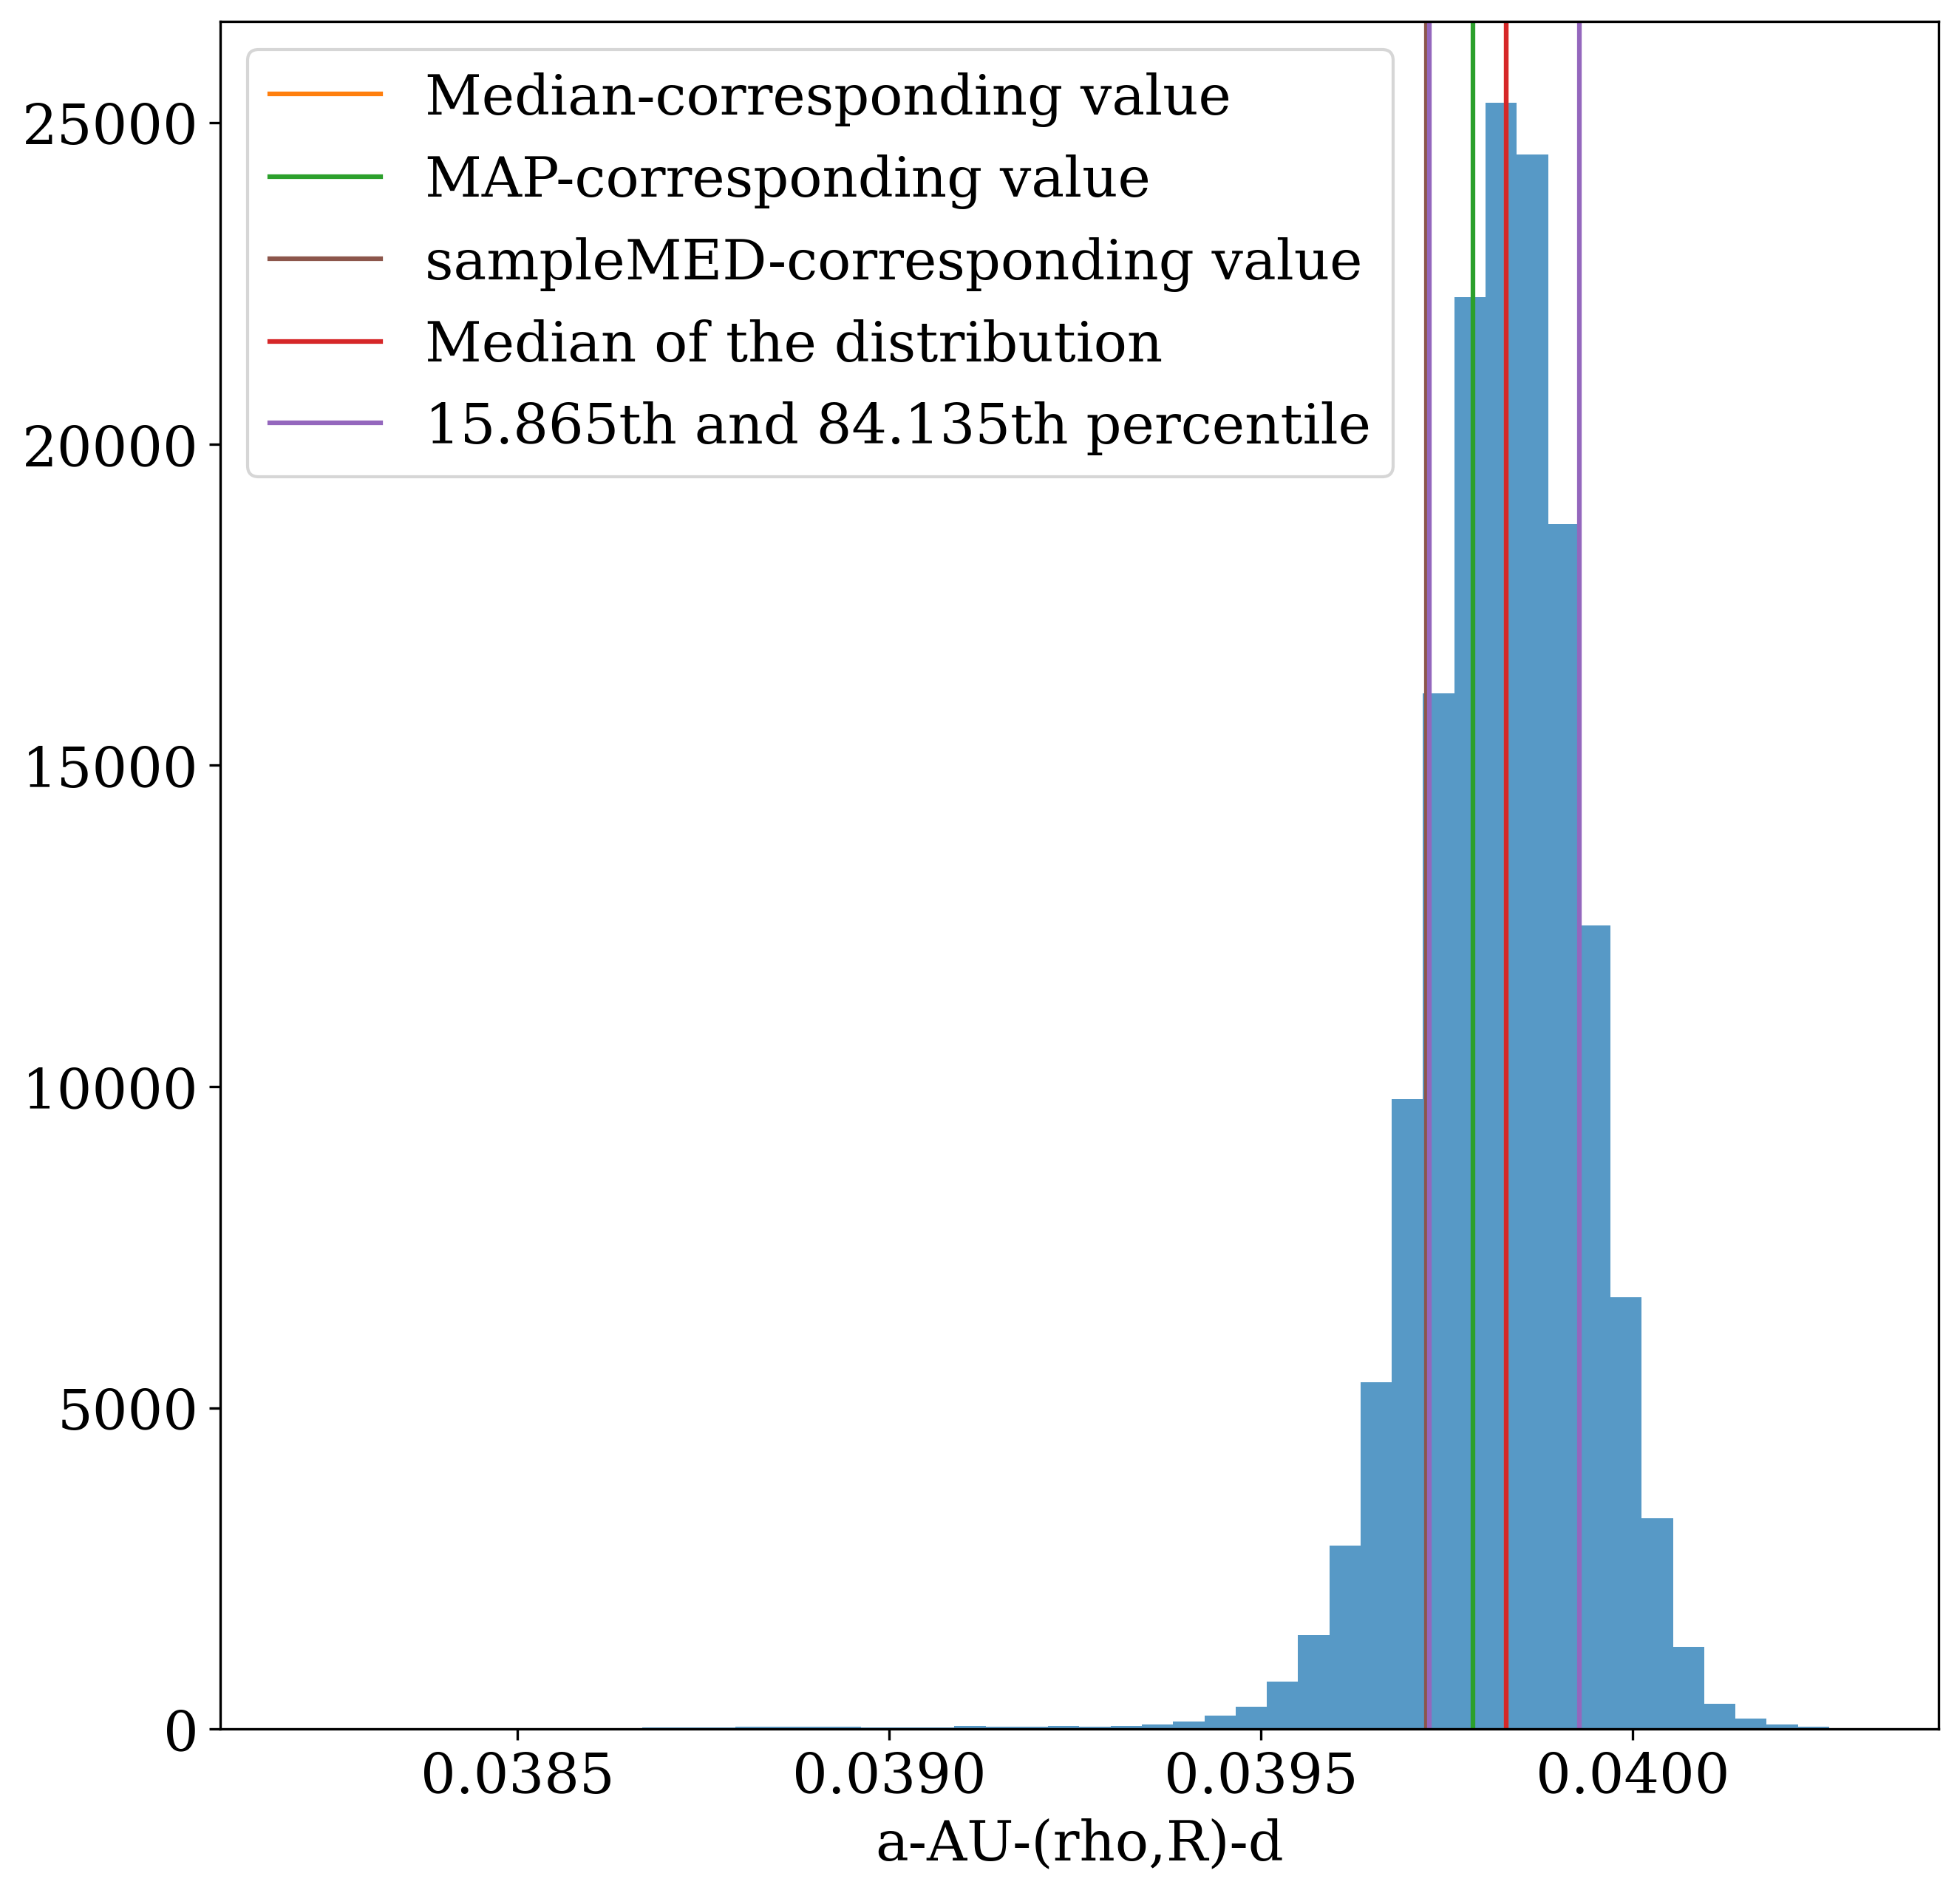 Median-corresponding value
MAP-corresponding value
sampleMED-corresponding value
Median of the distribution
15.865th and 84.135th percentile
25000
20000
15000
10000
5000
0
0.0385 0.0390 0.0395 0.0400
a-AU-(rho,R)-d